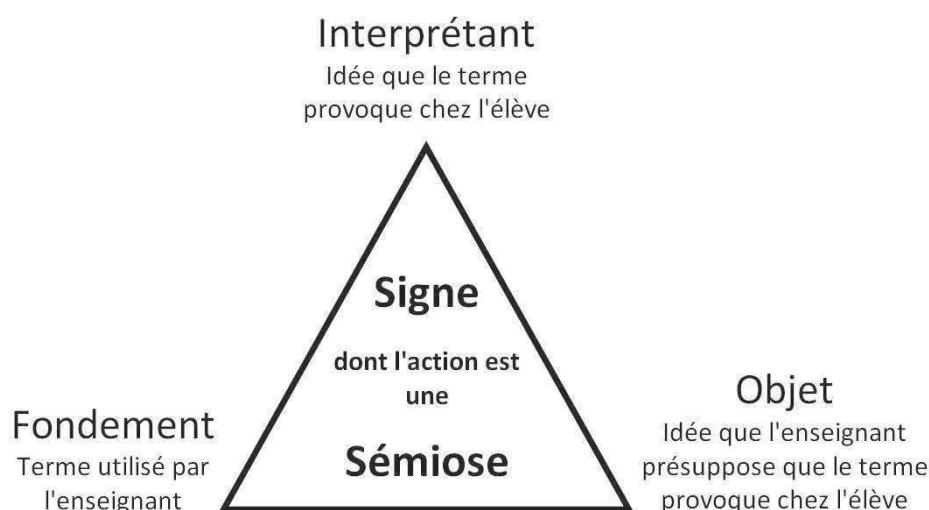 Interprétant
Idée que le terme
provoque chez l'élève
Signe
dont l'action est
une
Sémiose
Fondement
Terme utilisé par
l'enseignant
Objet
Idée que l'enseignant
présuppose que le terme
provoque chez l'élève